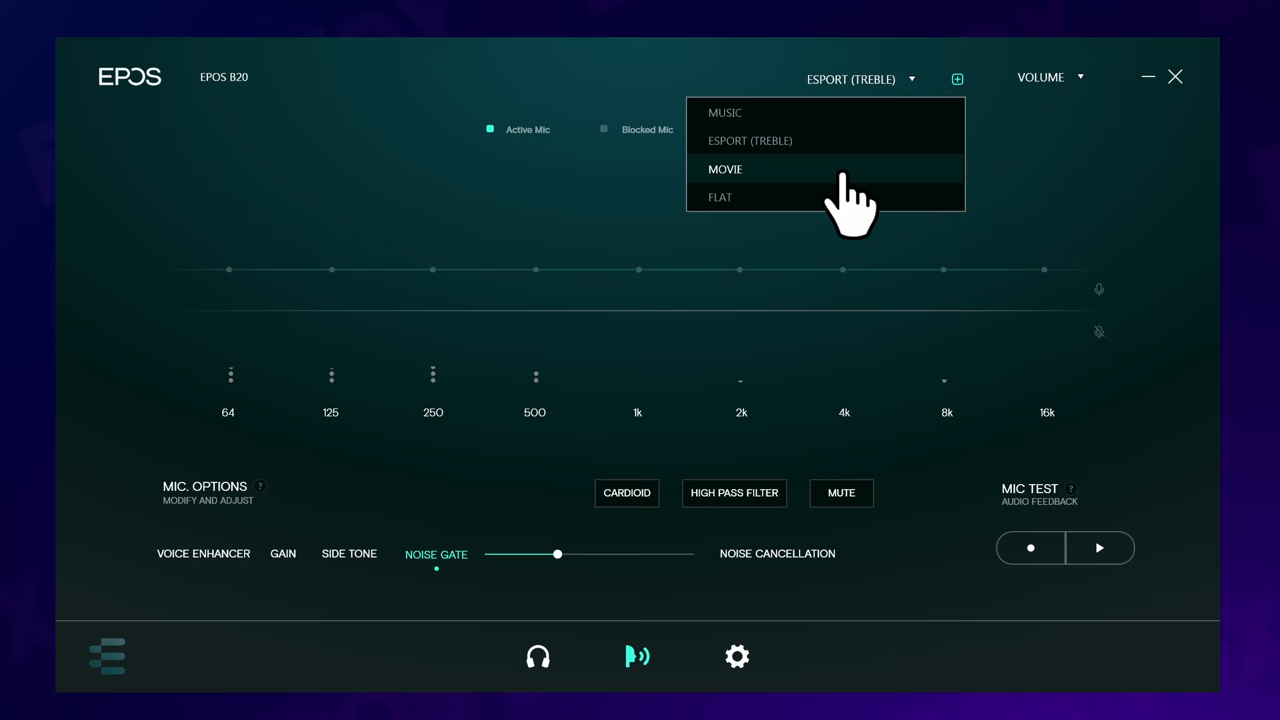 EPOS
EPOS B20
ESPORT (TREBLE)
VOLUME
MUSIC
ESPORT (TREBLE)
MOVIE
FLAT
Active Mic
Blocked Mic
64 125 250 500 1k 2k 4k 8k 16k
MIC. OPTIONS ?
MODIFY AND ADJUST
CARDIOID
HIGH PASS FILTER
MUTE
MIC TEST ?
AUDIO FEEDBACK
VOICE ENHANCER
GAIN
SIDE TONE
NOISE GATE
NOISE CANCELLATION